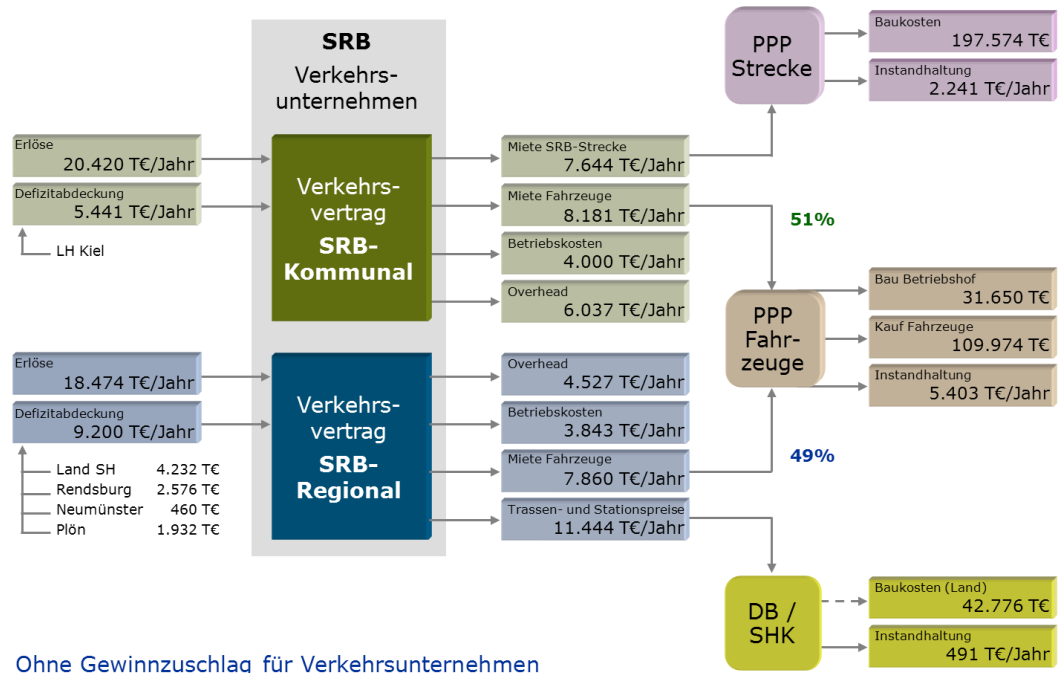 SRB
Verkehrs-
unternehmen
Erlöse
20.420 T€/Jahr
Defizitabdeckung
5.441 T€/Jahr
LH Kiel
Verkehrs-
vertrag
SRB-
Kommunal
Miete SRB-Strecke
7.644 T€/Jahr
Miete Fahrzeuge
8.181 T€/Jahr
Betriebskosten
4.000 T€/Jahr
Overhead
6.037 T€/Jahr
PPP
Strecke
Baukosten
197.574 T€
Instandhaltung
2.241 T€/Jahr
51%
PPP
Fahr-
zeuge
Bau Betriebshof
31.650 T€
Kauf Fahrzeuge
109.974 T€
Instandhaltung
5.403 T€/Jahr
49%
Erlöse
18.474 T€/Jahr
Defizitabdeckung
9.200 T€/Jahr
Land SH 4.232 T€
Rendsburg 2.576 T€
Neumünster 460 T€
Plön 1.932 T€
Verkehrs-
vertrag
SRB-
Regional
Overhead
4.527 T€/Jahr
Betriebskosten
3.843 T€/Jahr
Miete Fahrzeuge
7.860 T€/Jahr
Trassen- und Stationspreise
11.444 T€/Jahr
DB /
SHK
Baukosten (Land)
42.776 T€
Instandhaltung
491 T€/Jahr
Ohne Gewinnzuschlag für Verkehrsunternehmen